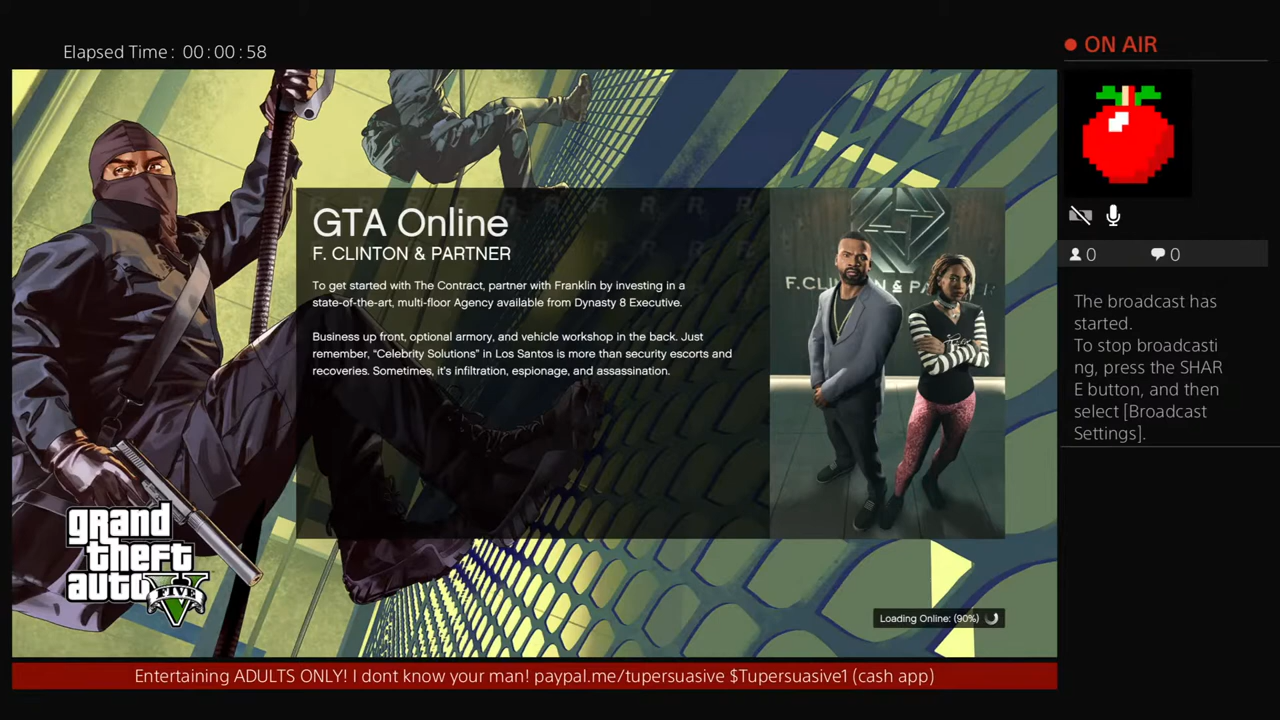 Elapsed Time: 00:00:58
ON AIR
GTA Online
F. CLINTON & PARTNER
To get started with The Contract, partner with Franklin by investing in a
state-of-the-art, multi-floor Agency available from Dynasty 8 Executive.
Business up front, optional armory, and vehicle workshop in the back. Just
remember, “Celebrity Solutions” in Los Santos is more than security escorts and
recoveries. Sometimes, it's infiltration, espionage, and assassination.
F.CLINTON & PA
grand
theft
auto V
FIVE
Loading Online: (90%)
0
0
The broadcast has
started.
To stop broadcasti
ng, press the SHAR
E button, and then
select [Broadcast
Settings].
Entertaining ADULTS ONLY! I dont know your man! paypal.me/tupersuasive $Tupersuasive1 (cash app)